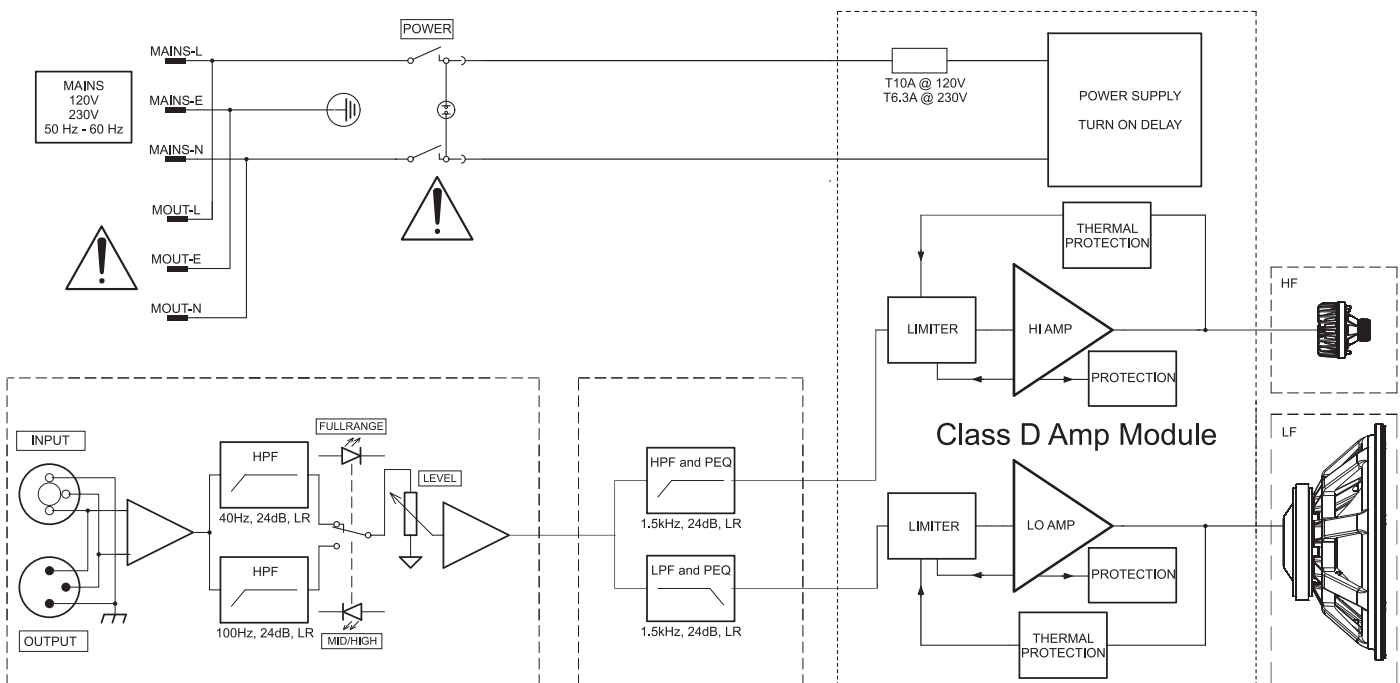 POWER
MAINS-L
MAINS
120V
230V
50 Hz - 60 Hz
MAINS-E
MAINS-N
MOUT-L
MOUT-E
MOUT-N
T10A @ 120V
T6.3A @ 230V
POWER SUPPLY
TURN ON DELAY
THERMAL
PROTECTION
LIMITER
HI AMP
PROTECTION
HF
Class D Amp Module
LIMITER
LO AMP
PROTECTION
THERMAL
PROTECTION
LF
INPUT
OUTPUT
HPF
40Hz, 24dB, LR
HPF
100Hz, 24dB, LR
FULLRANGE
MID/HIGH
LEVEL
HPF and PEQ
1.5kHz, 24dB, LR
LPF and PEQ
1.5kHz, 24dB, LR